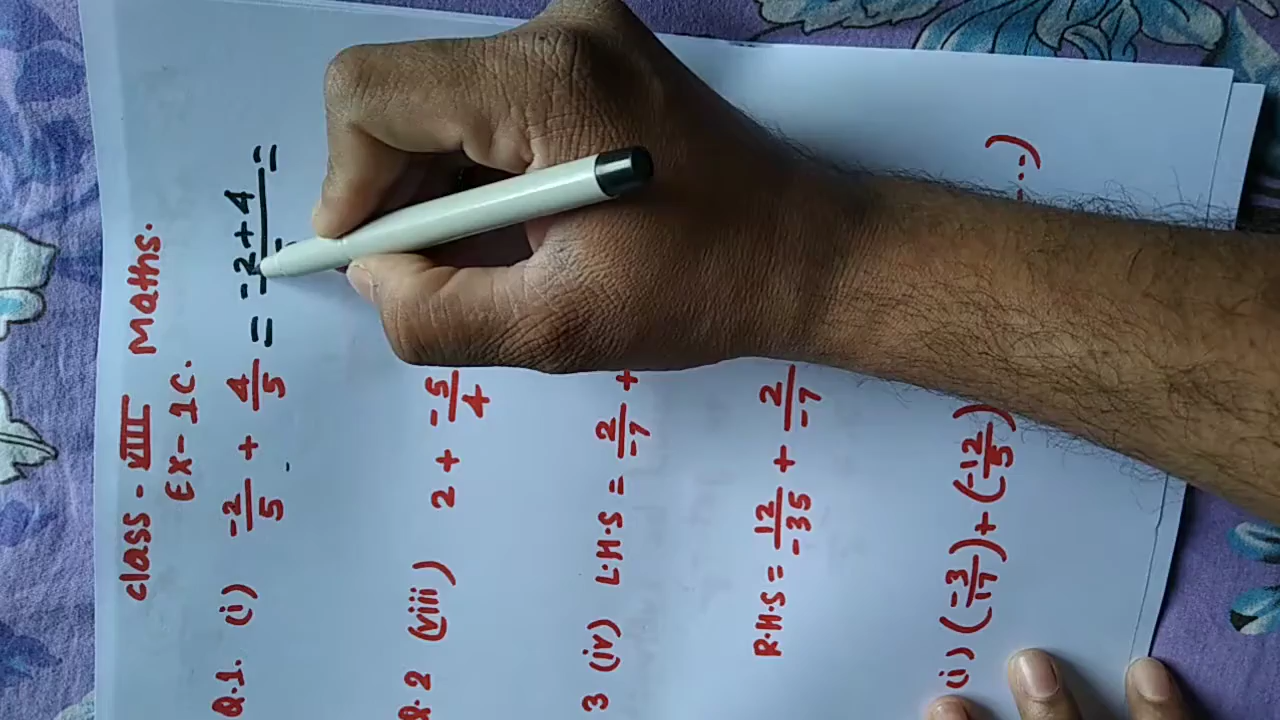 Class - VIII Maths.
Ex - 1C.
Q.1. (i) -2/5 + 4/5 = -2+4/ =
Q.2 (viii) 2 + -5/4
3 (iv) L.H.S = 2/-7 +
R.H.S = 12/-35 + 2/-7
(i) (-3/17) + (-12/5)